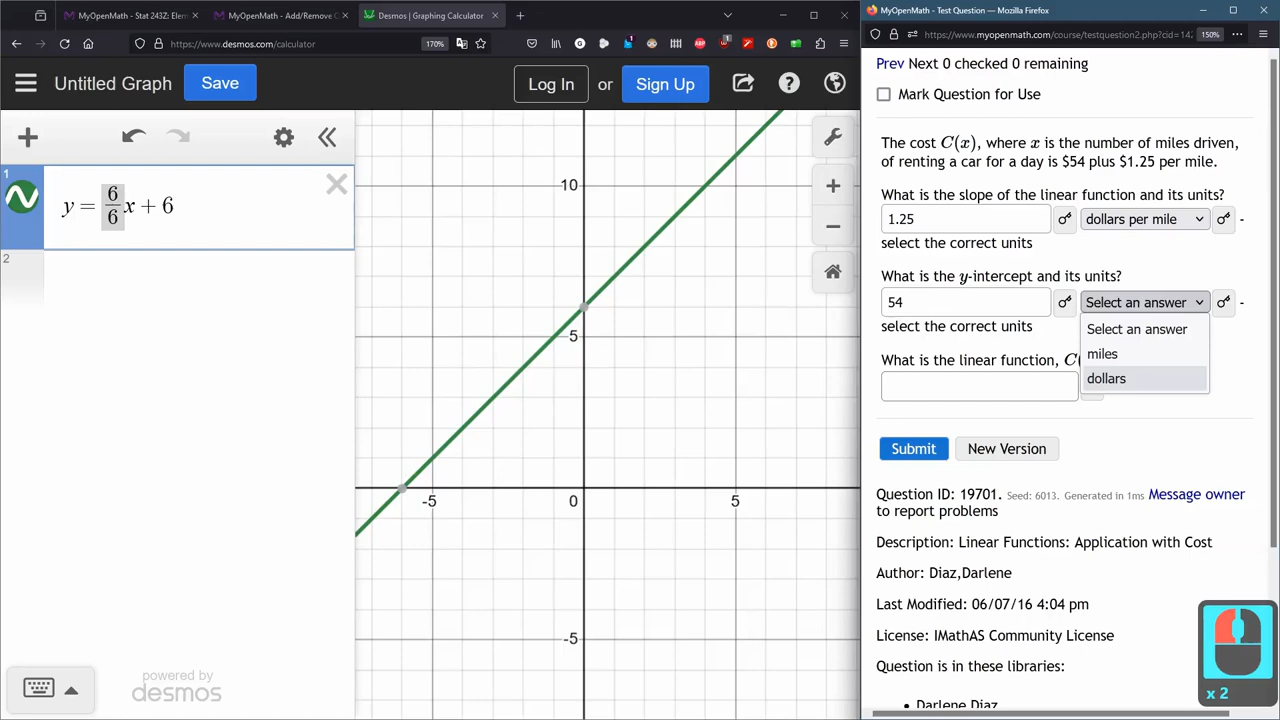 MyOpenMath - Stat 243Z: Elem
MyOpenMath - Add/Remove C
Desmos | Graphing Calculator
https://www.desmos.com/calculator
170%
Untitled Graph
Save
Log In
or
Sign Up
1
y = 6/6 x + 6
2
10
5
-5
0
5
-5
powered by
desmos
MyOpenMath - Test Question — Mozilla Firefox
https://www.myopenmath.com/course/testquestion2.php?cid=14
150%
Prev Next 0 checked 0 remaining
Mark Question for Use
The cost C(x), where x is the number of miles driven,
of renting a car for a day is $54 plus $1.25 per mile.
What is the slope of the linear function and its units?
1.25
dollars per mile
-
select the correct units
What is the y-intercept and its units?
54
Select an answer
-
select the correct units
Select an answer
miles
dollars
What is the linear function, C(
Submit
New Version
Question ID: 19701. Seed: 6013. Generated in 1ms Message owner
to report problems
Description: Linear Functions: Application with Cost
Author: Diaz,Darlene
Last Modified: 06/07/16 4:04 pm
License: IMathAS Community License
Question is in these libraries:
• Darlene Diaz
x 2